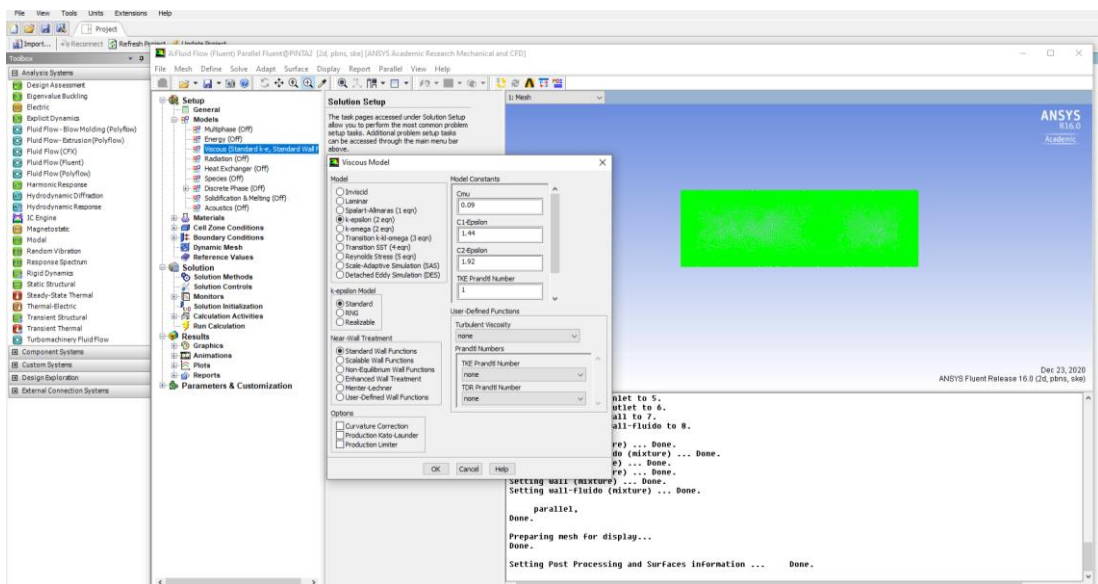 File View Tools Units Extensions Help
Project
Import... Reconnect Refresh Project Update Project
Toolbox
A:Fluid Flow (Fluent) Parallel Fluent@PINTA2 [2d, pbns, ske] [ANSYS Academic Research Mechanical and CFD]
File Mesh Define Solve Adapt Surface Display Report Parallel View Help
Analysis Systems
Design Assessment
Eigenvalue Buckling
Electric
Explicit Dynamics
Fluid Flow - Blow Molding (Polyflow)
Fluid Flow - Extrusion (Polyflow)
Fluid Flow (CFX)
Fluid Flow (Fluent)
Fluid Flow (Polyflow)
Harmonic Response
Hydrodynamic Diffraction
Hydrodynamic Response
IC Engine
Magnetostatic
Modal
Random Vibration
Response Spectrum
Rigid Dynamics
Static Structural
Steady-State Thermal
Thermal-Electric
Transient Structural
Transient Thermal
Turbomachinery Fluid Flow
Component Systems
Custom Systems
Design Exploration
External Connection Systems
Setup
General
Models
Multiphase (Off)
Energy (Off)
Viscous (Standard k-e, Standard Wall F
Radiation (Off)
Heat Exchanger (Off)
Species (Off)
Discrete Phase (Off)
Solidification & Melting (Off)
Acoustics (Off)
Materials
Cell Zone Conditions
Boundary Conditions
Dynamic Mesh
Reference Values
Solution
Solution Methods
Solution Controls
Monitors
Solution Initialization
Calculation Activities
Run Calculation
Results
Graphics
Animations
Plots
Reports
Parameters & Customization
Solution Setup
The task pages accessed under Solution Setup
allow you to perform the most common problem
setup tasks. Additional problem setup tasks
can be accessed through the main menu bar
above.
Viscous Model
Model
Inviscid
Laminar
Spalart-Allmaras (1 eqn)
k-epsilon (2 eqn)
k-omega (2 eqn)
Transition k-kl-omega (3 eqn)
Transition SST (4 eqn)
Reynolds Stress (5 eqn)
Scale-Adaptive Simulation (SAS)
Detached Eddy Simulation (DES)
k-epsilon Model
Standard
RNG
Realizable
Near-Wall Treatment
Standard Wall Functions
Scalable Wall Functions
Non-Equilibrium Wall Functions
Enhanced Wall Treatment
Menter-Lechner
User-Defined Wall Functions
Options
Curvature Correction
Production Kato-Launder
Production Limiter
Model Constants
Cmu
0.09
C1-Epsilon
1.44
C2-Epsilon
1.92
TKE Prandtl Number
1
User-Defined Functions
Turbulent Viscosity
none
Prandtl Numbers
TKE Prandtl Number
none
TDR Prandtl Number
none
OK Cancel Help
1: Mesh
ANSYS
R16.0
Academic
Dec 23, 2020
ANSYS Fluent Release 16.0 (2d, pbns, ske)
nlet to 5.
utlet to 6.
all to 7.
all-fluido to 8.
re) ... Done.
do (mixture) ... Done.
e) ... Done.
re) ... Done.
Setting wall (mixture) ... Done.
Setting wall-fluido (mixture) ... Done.
parallel,
Done.
Preparing mesh for display...
Done.
Setting Post Processing and Surfaces information ... Done.